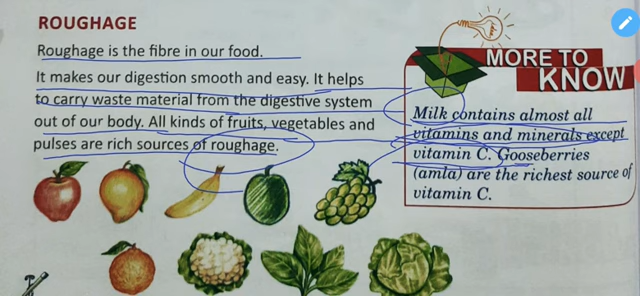 ROUGHAGE
Roughage is the fibre in our food.
It makes our digestion smooth and easy. It helps
to carry waste material from the digestive system
out of our body. All kinds of fruits, vegetables and
pulses are rich sources of roughage.
MORE TO
KNOW
Milk contains almost all
vitamins and minerals except
vitamin C. Gooseberries
(amla) are the richest source of
vitamin C.